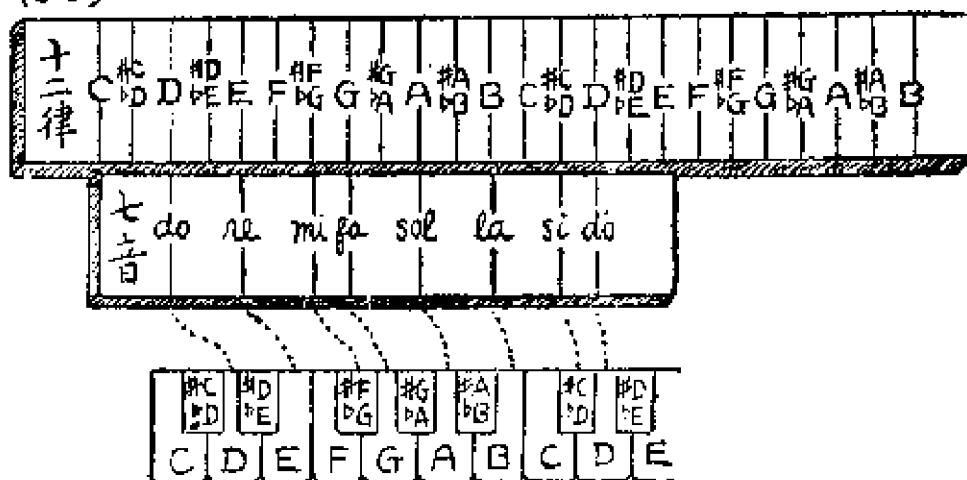 十二律 C #C D #D E F #F G #G A #A B C #C D #D E F #F G #G A #A B
♭D ♭E ♭G ♭A ♭B ♭D ♭E ♭G ♭A ♭B
七音 do re mi fa sol la si do
#C #D #F #G #A #C #D
♭D ♭E ♭G ♭A ♭B ♭D ♭E
C D E F G A B C D E